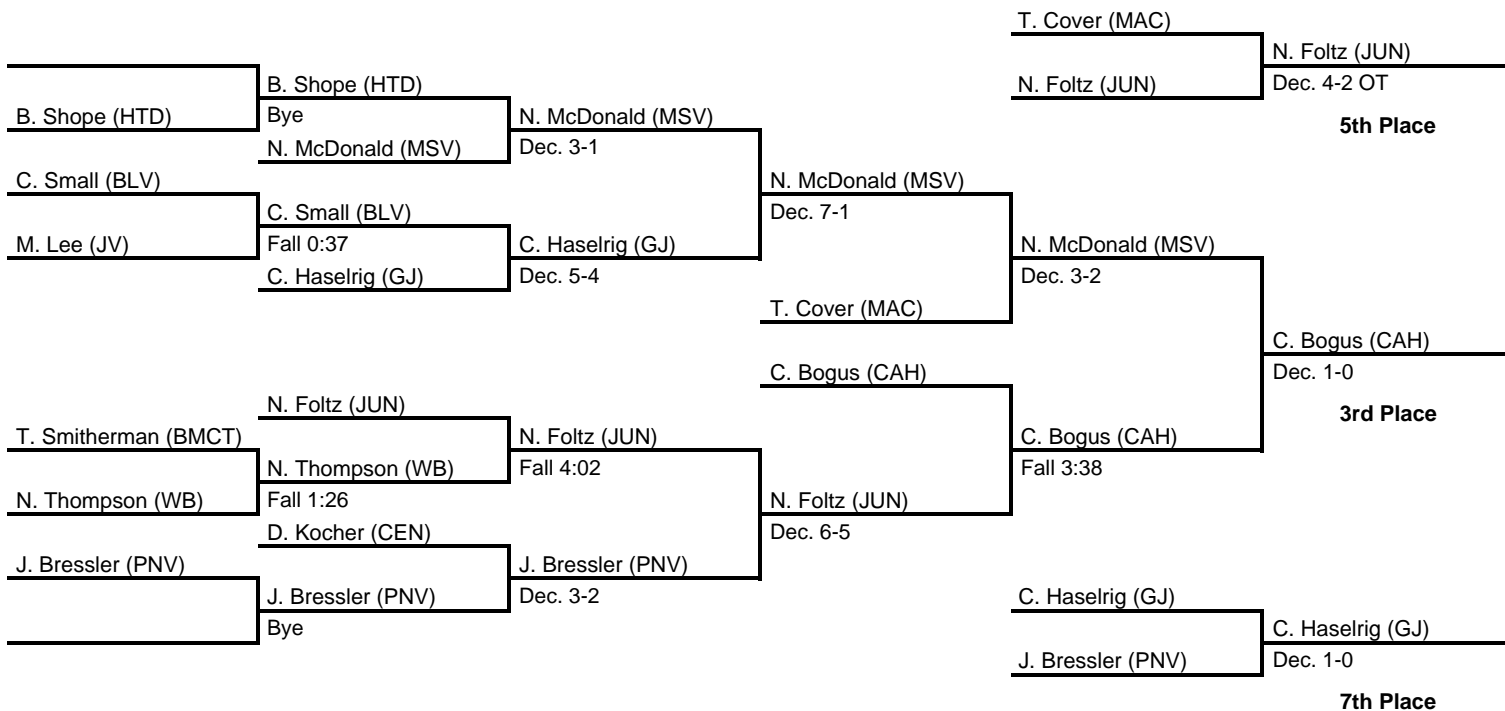 T. Cover (MAC)
N. Foltz (JUN)
B. Shope (HTD)
N. Foltz (JUN)
Dec. 4-2 OT
B. Shope (HTD)
Bye
N. McDonald (MSV)
5th Place
N. McDonald (MSV)
Dec. 3-1
C. Small (BLV)
N. McDonald (MSV)
C. Small (BLV)
Dec. 7-1
M. Lee (JV)
Fall 0:37
C. Haselrig (GJ)
N. McDonald (MSV)
C. Haselrig (GJ)
Dec. 5-4
Dec. 3-2
T. Cover (MAC)
C. Bogus (CAH)
C. Bogus (CAH)
Dec. 1-0
N. Foltz (JUN)
3rd Place
T. Smitherman (BMCT)
N. Foltz (JUN)
C. Bogus (CAH)
N. Thompson (WB)
Fall 4:02
Fall 3:38
N. Thompson (WB)
Fall 1:26
N. Foltz (JUN)
D. Kocher (CEN)
Dec. 6-5
J. Bressler (PNV)
J. Bressler (PNV)
J. Bressler (PNV)
Dec. 3-2
C. Haselrig (GJ)
Bye
C. Haselrig (GJ)
J. Bressler (PNV)
Dec. 1-0
7th Place